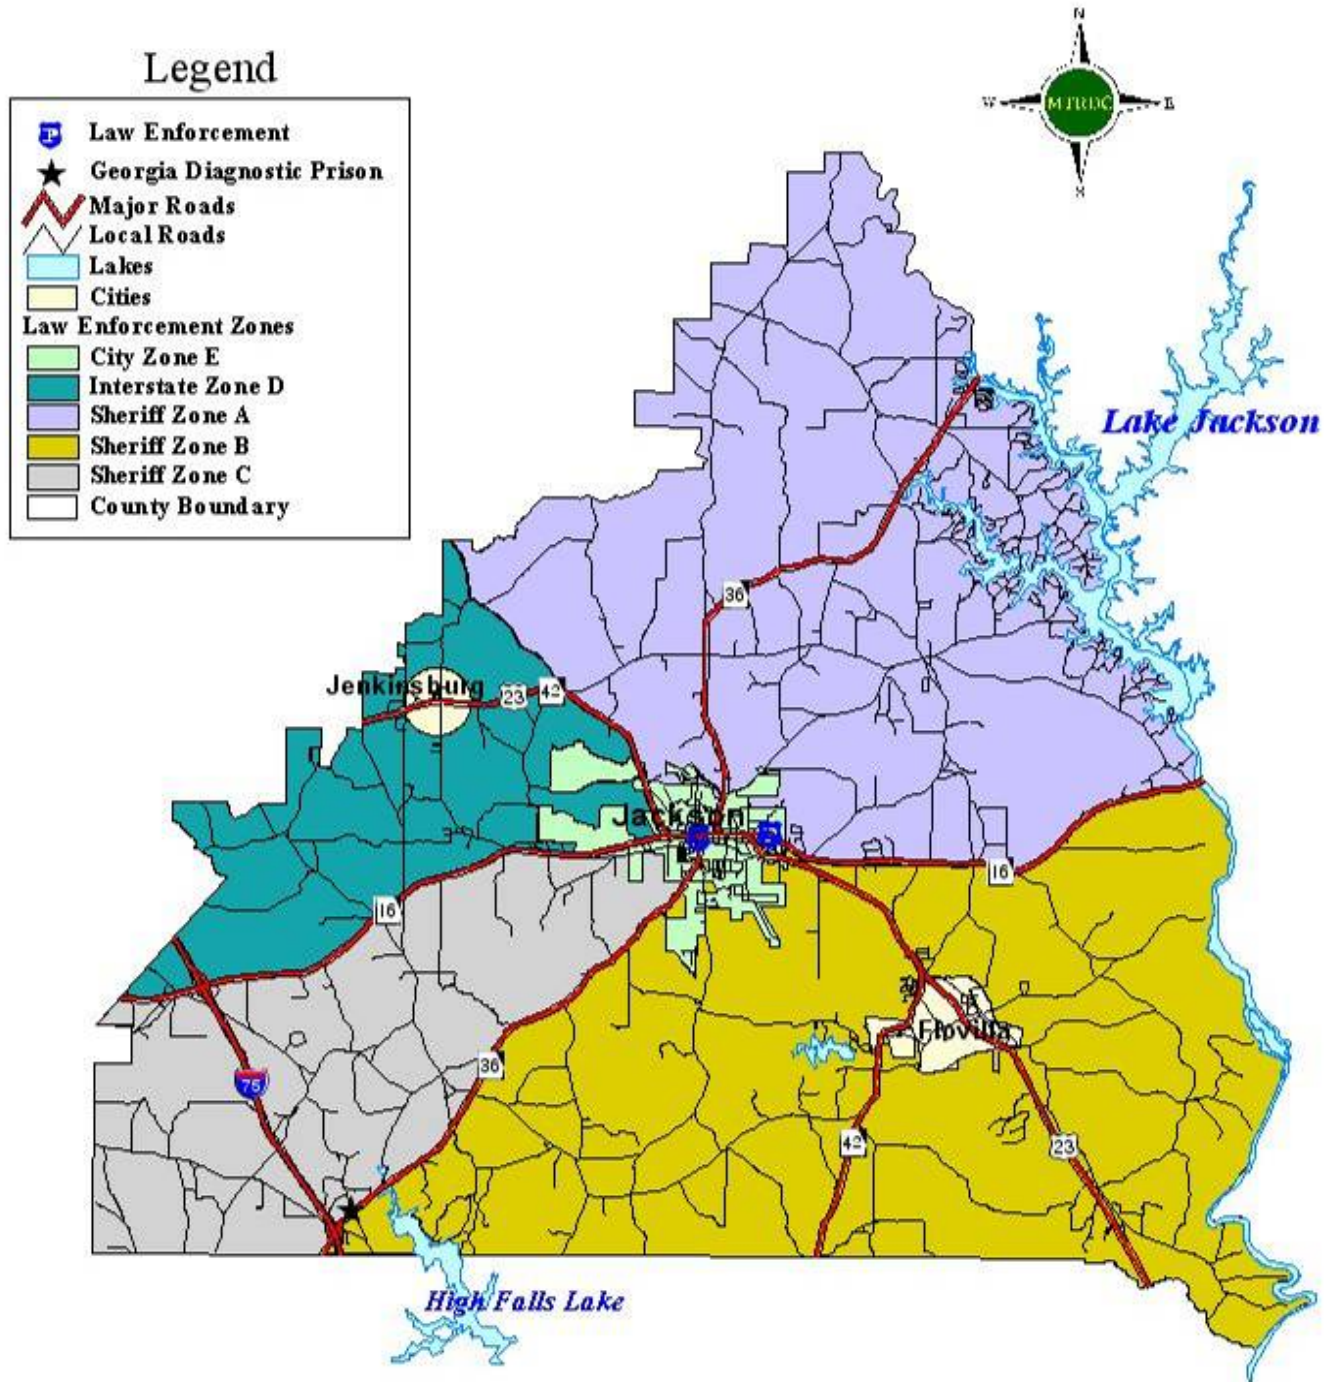 Legend
Law Enforcement
Georgia Diagnostic Prison
Major Roads
Local Roads
Lakes
Cities
Law Enforcement Zones
City Zone E
Interstate Zone D
Sheriff Zone A
Sheriff Zone B
Sheriff Zone C
County Boundary
N
W
MTRDC
E
S
Lake Jackson
36
Jenkinsburg
23
42
Jackson
16
16
Flovilla
36
75
42
23
High Falls Lake